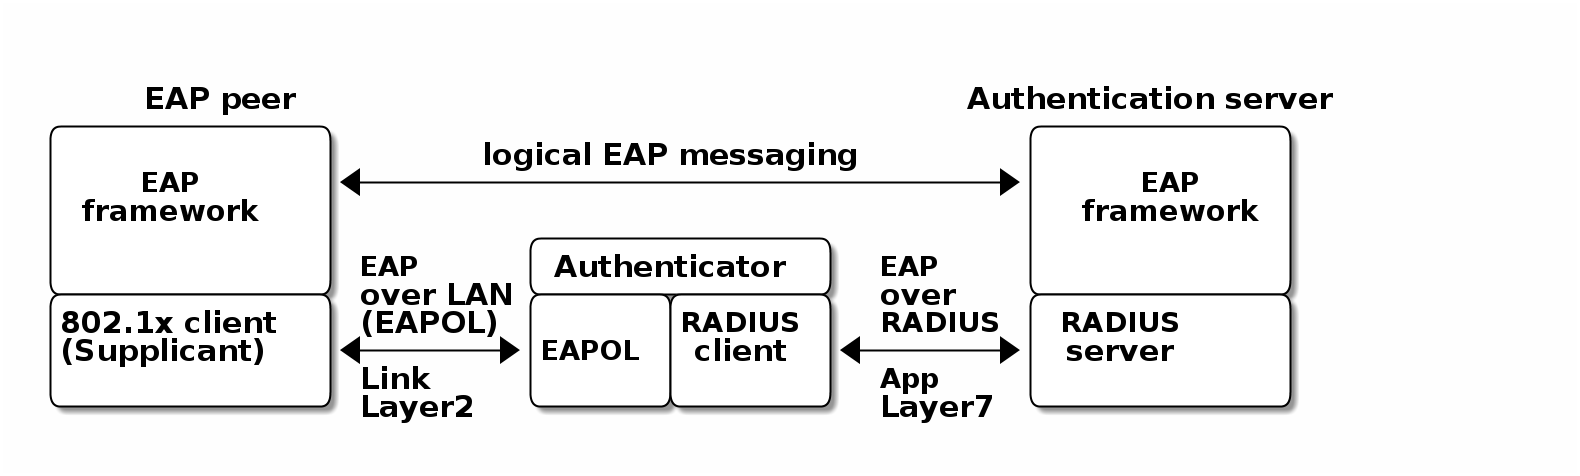 EAP peer
Authentication server
logical EAP messaging
EAP
framework
EAP
framework
802.1x client
(Supplicant)
EAP
over LAN
(EAPOL)
Link
Layer2
Authenticator
EAPOL
RADIUS
client
EAP
over
RADIUS
App
Layer7
RADIUS
server